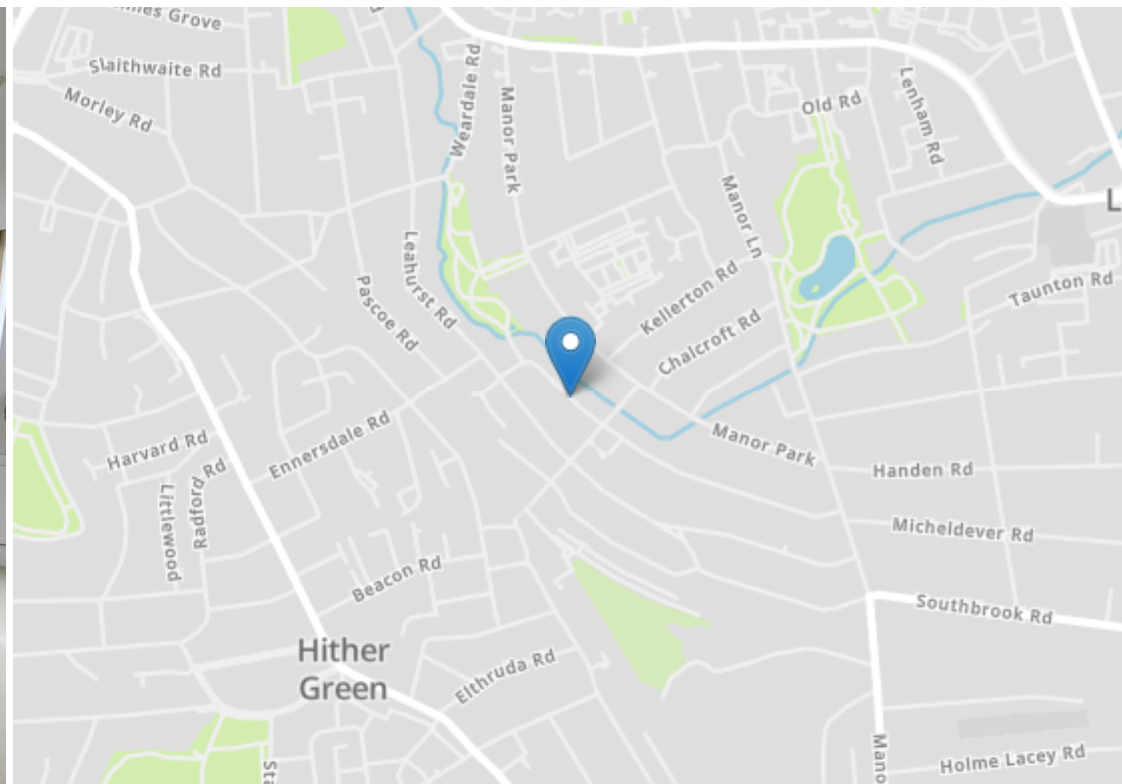 Slaithwaite Rd
Morley Rd
Weardale Rd
Manor Park
Old Rd
Lenham Rd
Manor Ln
Leahurst Rd
Pascoe Rd
Kellerton Rd
Chalcroft Rd
Taunton Rd
Ennersdale Rd
Harvard Rd
Radford Rd
Littlewood
Manor Park
Handen Rd
Micheldever Rd
Beacon Rd
Southbrook Rd
Hither
Green
Elthruda Rd
Holme Lacey Rd